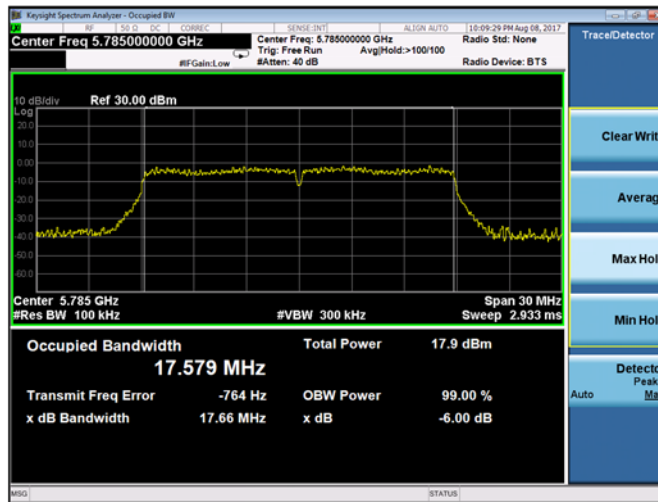 Keysight Spectrum Analyzer - Occupied BW
RF 50 Ω DC CORREC SENSE:INT ALIGN AUTO 10:09:29 PM Aug 08, 2017
Center Freq 5.785000000 GHz
Center Freq: 5.785000000 GHz
Radio Std: None
Trig: Free Run Avg|Hold:>100/100
#IFGain:Low
#Atten: 40 dB
Radio Device: BTS
10 dB/div Ref 30.00 dBm
Log
20.0
10.0
0.00
-10.0
-20.0
-30.0
-40.0
-50.0
-60.0
Center 5.785 GHz Span 30 MHz
#Res BW 100 kHz #VBW 300 kHz Sweep 2.933 ms
Occupied Bandwidth Total Power 17.9 dBm
17.579 MHz
Transmit Freq Error -764 Hz OBW Power 99.00 %
x dB Bandwidth 17.66 MHz x dB -6.00 dB
MSG STATUS
Trace/Detector
Clear Writ
Averag
Max Hol
Min Hol
Detecto
Peak
Auto Ma